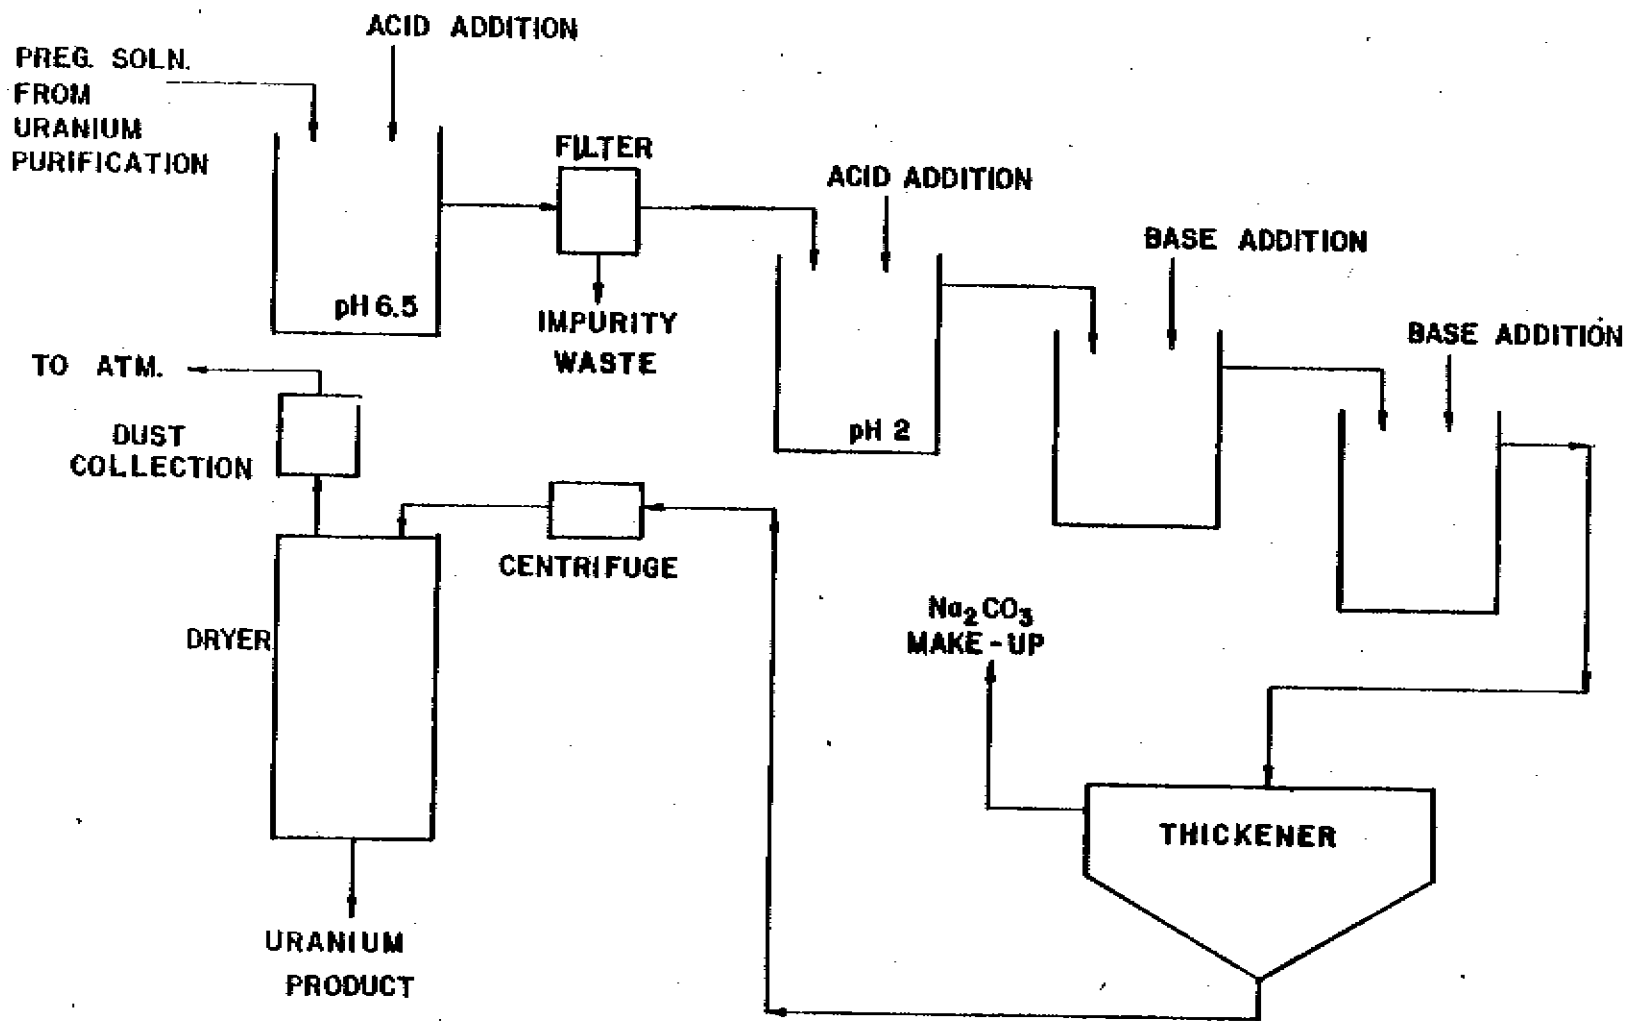 ACID ADDITION
PREG. SOLN.
FROM
URANIUM
PURIFICATION
FILTER
ACID ADDITION
BASE ADDITION
pH 6.5
IMPURITY
WASTE
BASE ADDITION
TO ATM.
pH 2
DUST
COLLECTION
CENTRIFUGE
Na₂CO₃
MAKE-UP
DRYER
THICKENER
URANIUM
PRODUCT